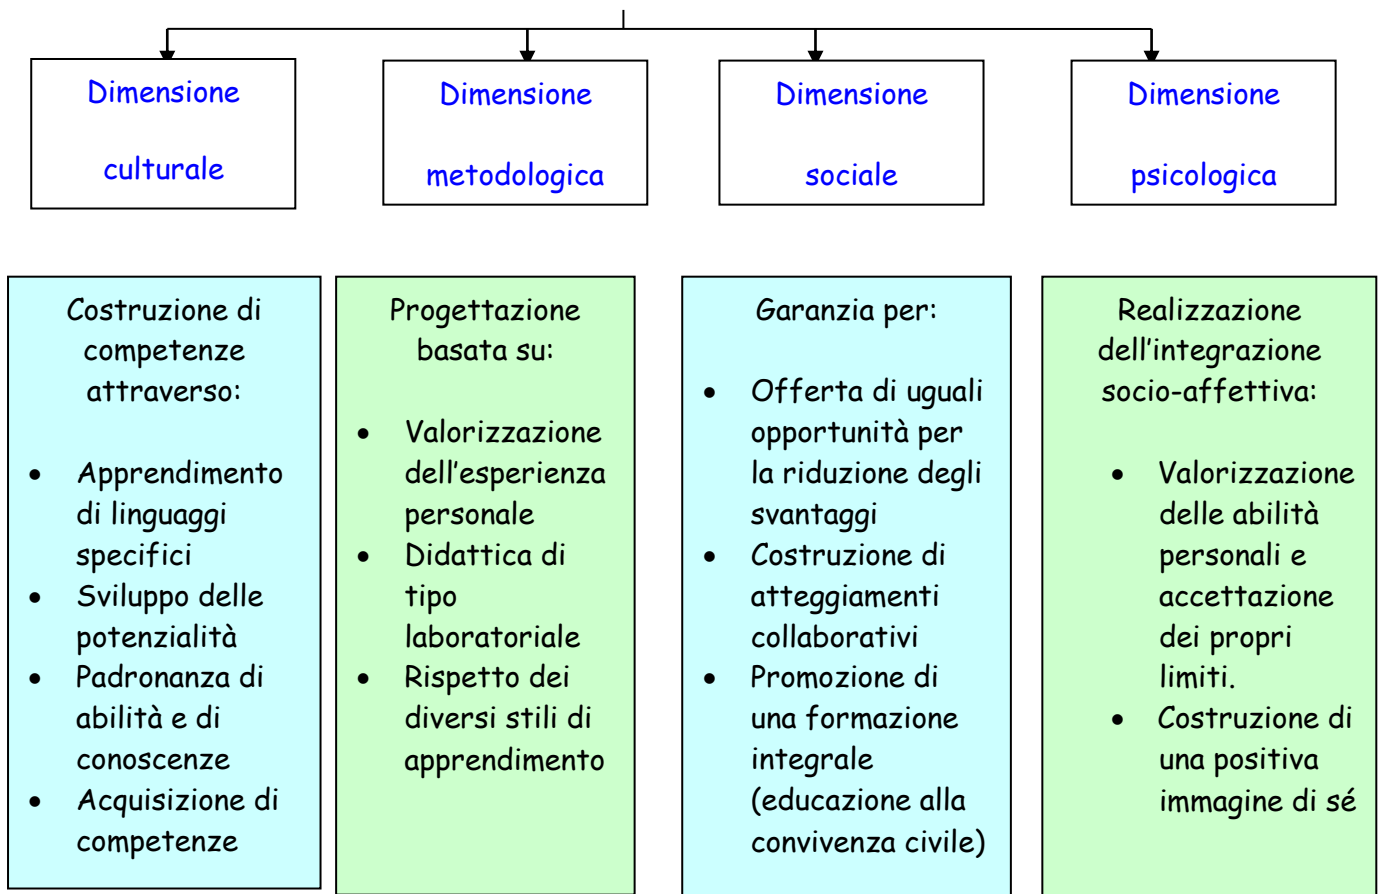 Dimensione
culturale
Dimensione
metodologica
Dimensione
sociale
Dimensione
psicologica
Costruzione di
competenze
attraverso:
• Apprendimento
di linguaggi
specifici
• Sviluppo delle
potenzialità
• Padronanza di
abilità e di
conoscenze
• Acquisizione di
competenze
Progettazione
basata su:
• Valorizzazione
dell'esperienza
personale
• Didattica di
tipo
laboratoriale
• Rispetto dei
diversi stili di
apprendimento
Garanzia per:
• Offerta di uguali
opportunità per
la riduzione degli
svantaggi
• Costruzione di
atteggiamenti
collaborativi
• Promozione di
una formazione
integrale
(educazione alla
convivenza civile)
Realizzazione
dell'integrazione
socio-affettiva:
• Valorizzazione
delle abilità
personali e
accettazione
dei propri
limiti.
• Costruzione di
una positiva
immagine di sé